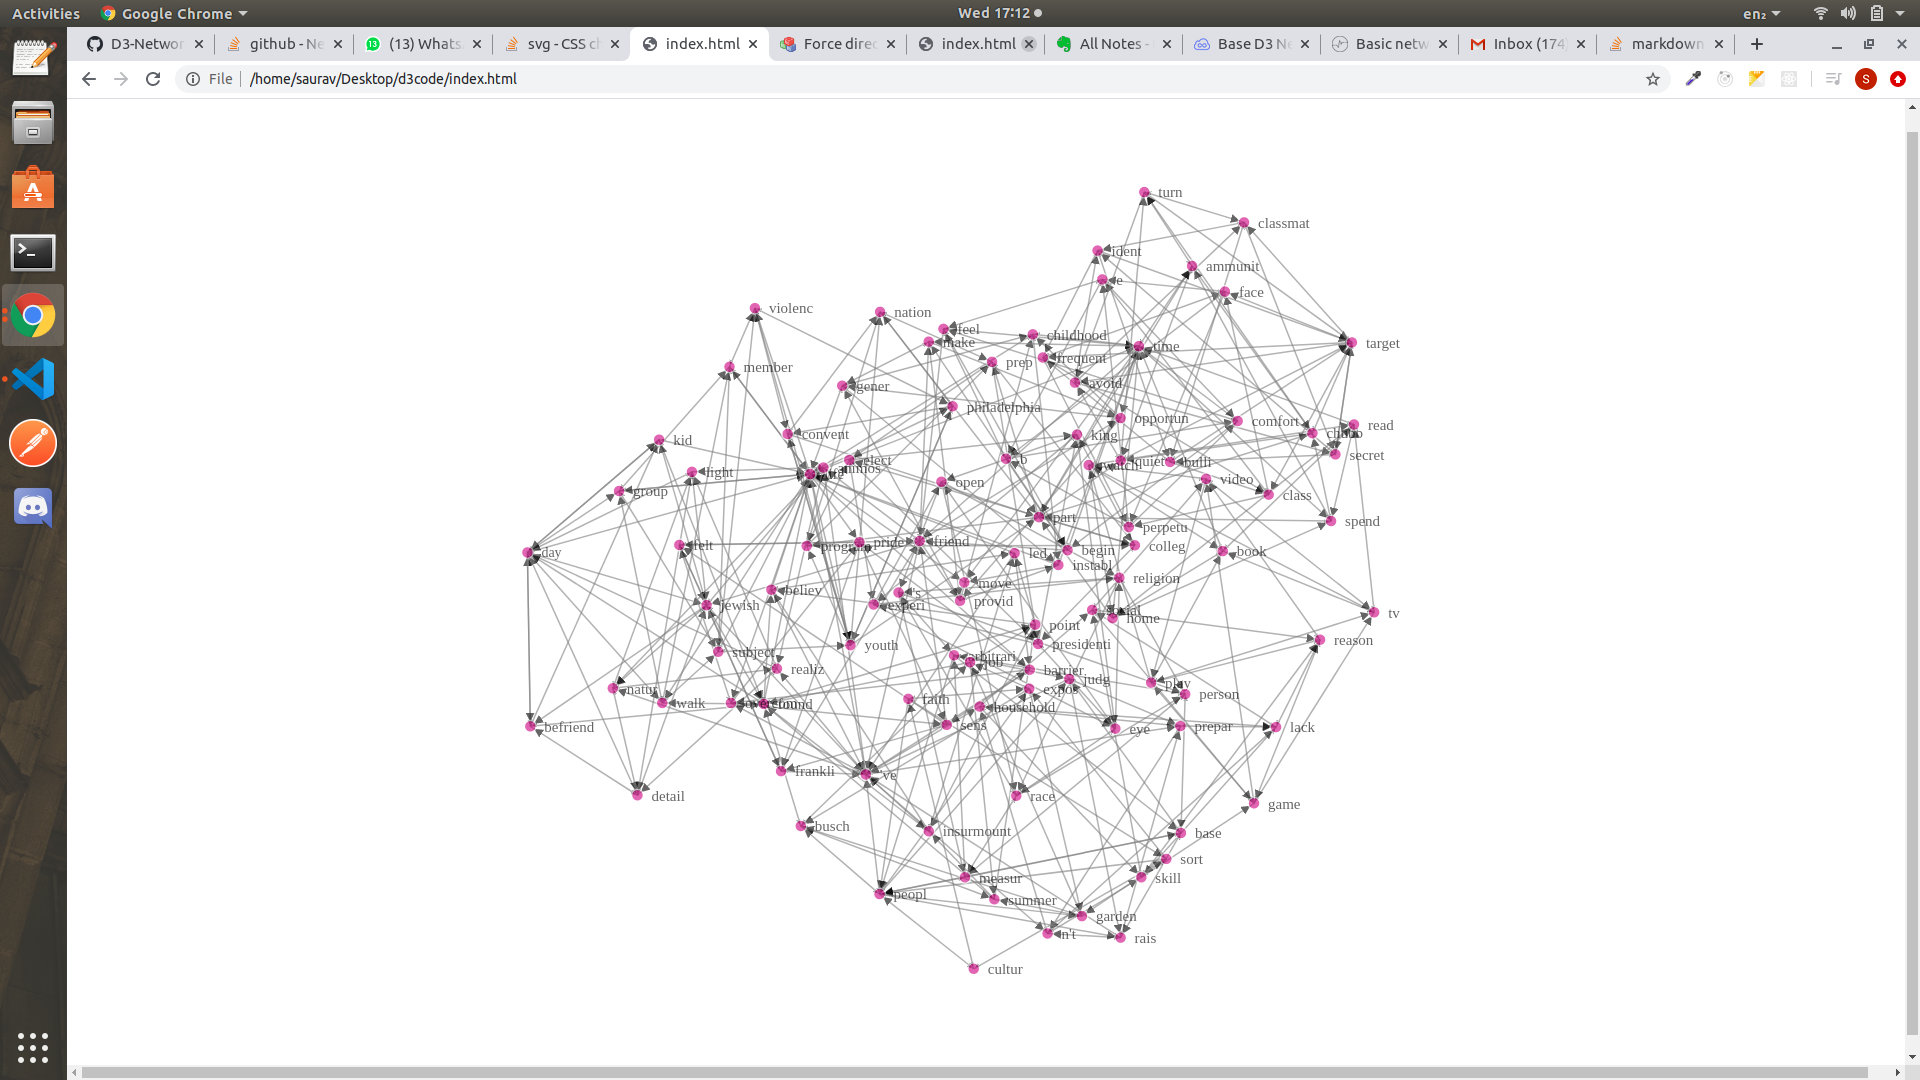 Activities
Google Chrome
Wed 17:12
en₂
D3-Networ
github - Ne
(13) Whats
svg - CSS ch
index.html
Force direc
index.html
All Notes -
Base D3 Ne
Basic netw
Inbox (174
markdown
File
/home/saurav/Desktop/d3code/index.html
S
turn
classmat
ident
ammunit
e
face
violenc
nation
feel
childhood
make
time
target
frequent
prep
member
avoid
gener
philadelphia
opportun
comfort
read
convent
king
kid
secret
b
elect
quiet
bulli
watch
animos
light
open
video
group
class
part
spend
perpetu
friend
pride
program
felt
colleg
begin
book
day
led
instabl
religion
move
believ
's
provid
experi
jewish
social
tv
home
point
reason
youth
presidenti
subject
arbitrari
job
realiz
barrier
judg
play
natur
expos
person
faith
walk
household
sens
befriend
prepar
lack
eye
frankli
've
detail
race
game
busch
insurmount
base
sort
measur
skill
peopl
summer
garden
n't
rais
cultur